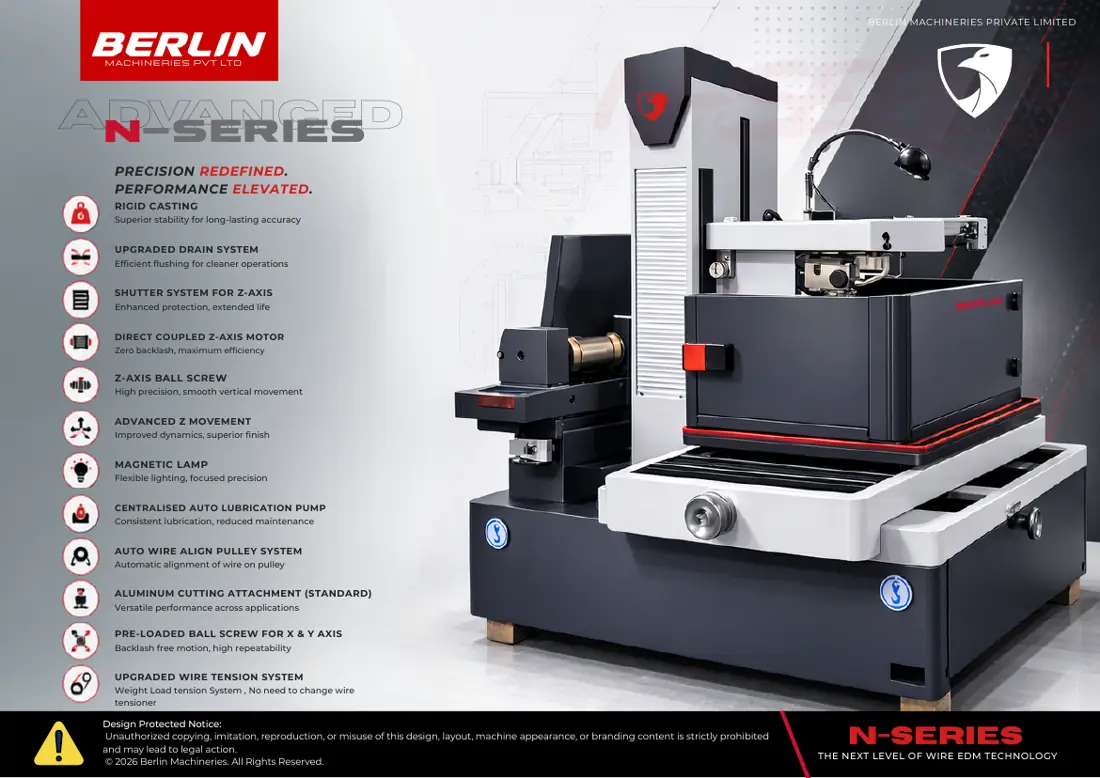 BERLIN
MACHINERIES PVT LTD
BERLIN MACHINERIES PRIVATE LIMITED
ADVANCED
N-SERIES
PRECISION REDEFINED.
PERFORMANCE ELEVATED.
RIGID CASTING
Superior stability for long-lasting accuracy
UPGRADED DRAIN SYSTEM
Efficient flushing for cleaner operations
SHUTTER SYSTEM FOR Z-AXIS
Enhanced protection, extended life
DIRECT COUPLED Z-AXIS MOTOR
Zero backlash, maximum efficiency
Z-AXIS BALL SCREW
High precision, smooth vertical movement
ADVANCED Z MOVEMENT
Improved dynamics, superior finish
MAGNETIC LAMP
Flexible lighting, focused precision
CENTRALISED AUTO LUBRICATION PUMP
Consistent lubrication, reduced maintenance
AUTO WIRE ALIGN PULLEY SYSTEM
Automatic alignment of wire on pulley
ALUMINUM CUTTING ATTACHMENT (STANDARD)
Versatile performance across applications
PRE-LOADED BALL SCREW FOR X & Y AXIS
Backlash free motion, high repeatability
UPGRADED WIRE TENSION SYSTEM
Weight Load tension System , No need to change wire
tensioner
Design Protected Notice:
Unauthorized copying, imitation, reproduction, or misuse of this design, layout, machine appearance, or branding content is strictly prohibited
and may lead to legal action.
© 2026 Berlin Machineries. All Rights Reserved.
N-SERIES
THE NEXT LEVEL OF WIRE EDM TECHNOLOGY